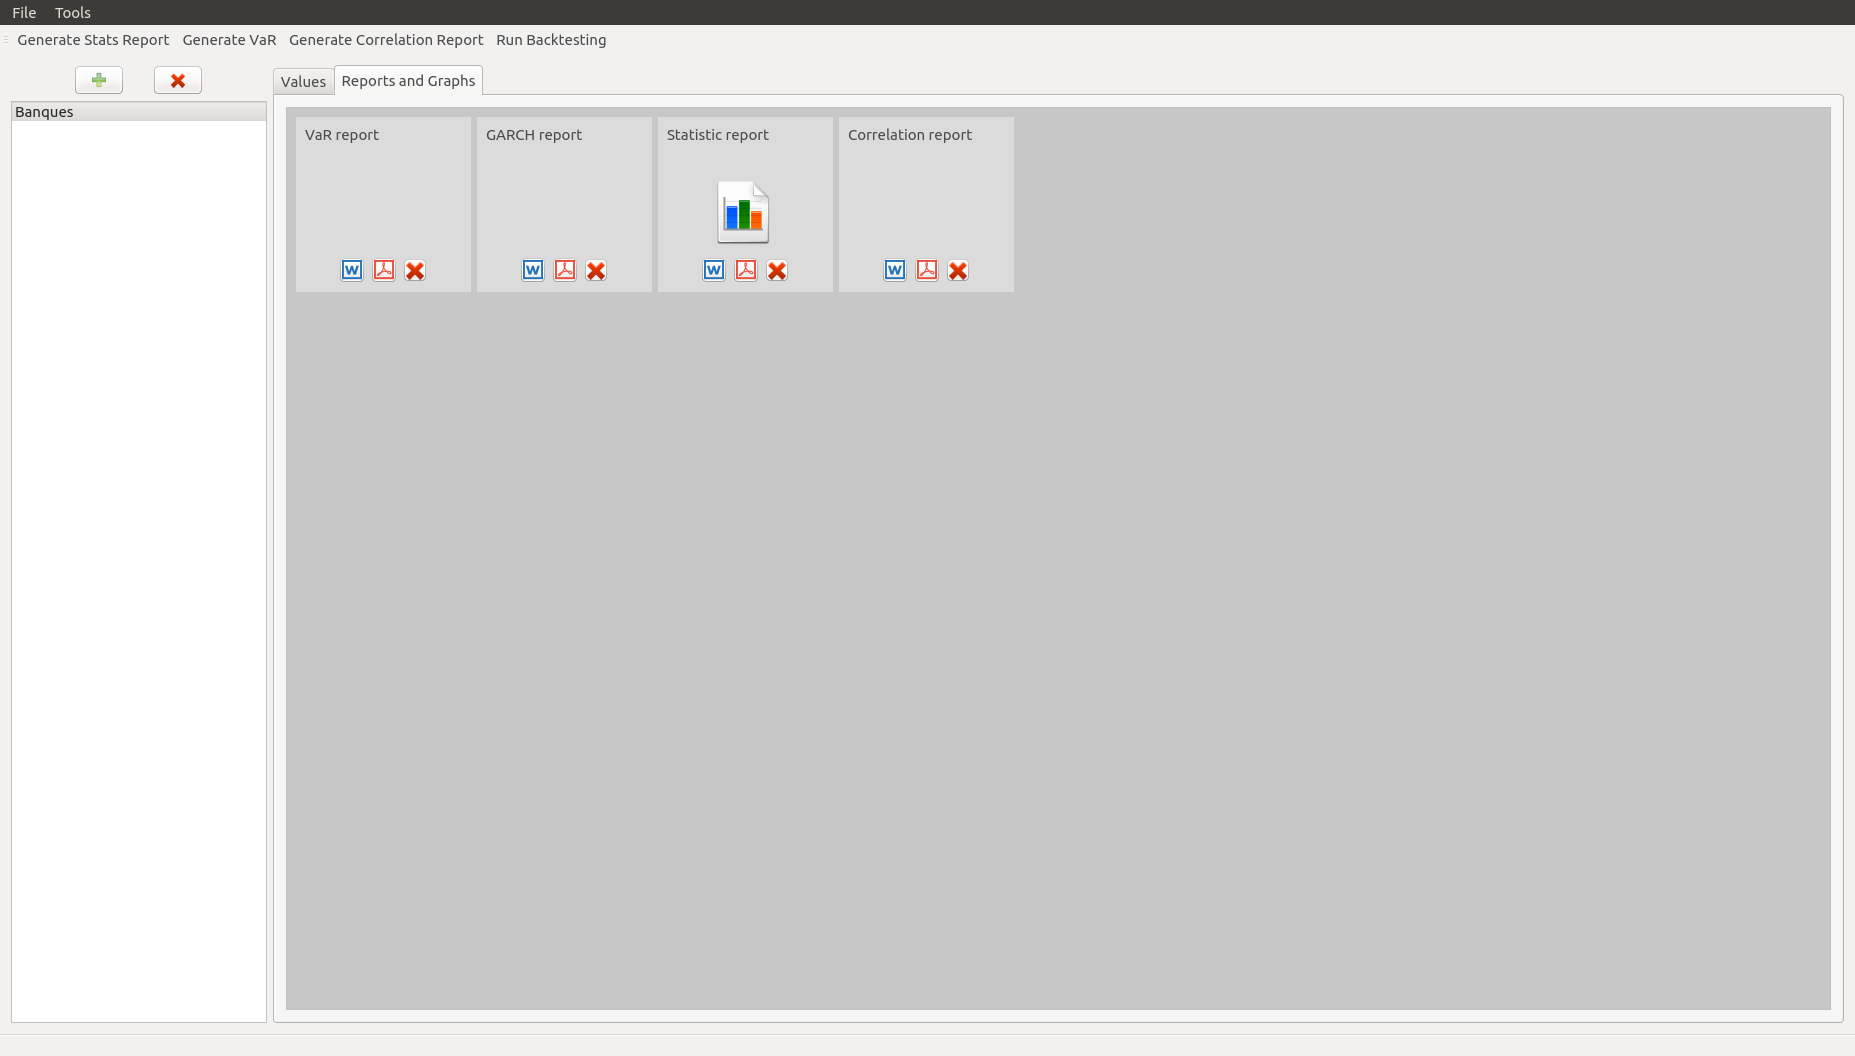 File Tools
Generate Stats Report Generate VaR Generate Correlation Report Run Backtesting
Values Reports and Graphs
Banques
VaR report GARCH report Statistic report Correlation report
W W W W